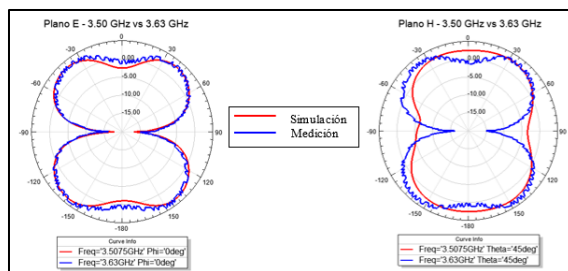 Plano E - 3.50 GHz vs 3.63 GHz
0
-30
30
-60
60
-90
90
-120
120
-150
150
-5.00
-10.00
-15.00
Curve Info
Freq='3.5075GHz' Phi='0deg'
Freq='3.63GHz' Phi='0deg'
Simulación
Medición
Plano H - 3.50 GHz vs 3.63 GHz
0
-30
30
-60
60
-90
90
-120
120
-150
150
0.00
-5.00
-10.00
-15.00
Curve Info
Freq='3.5075GHz' Theta='45deg'
Freq='3.63GHz' Theta='45deg'